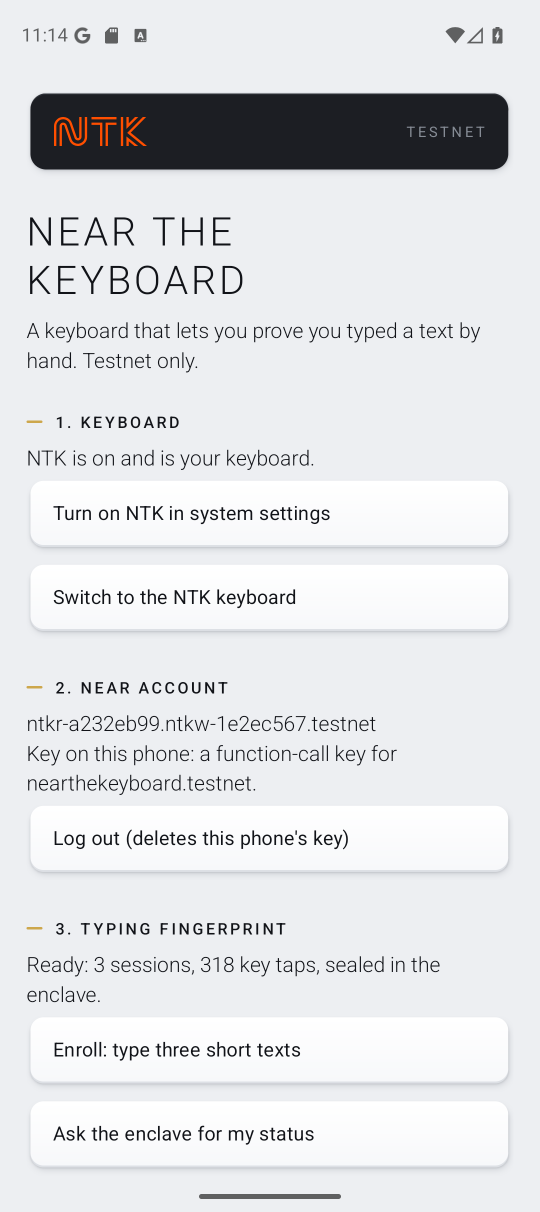 11:14
NTK
TESTNET
NEAR THE
KEYBOARD
A keyboard that lets you prove you typed a text by
hand. Testnet only.
1. KEYBOARD
NTK is on and is your keyboard.
Turn on NTK in system settings
Switch to the NTK keyboard
2. NEAR ACCOUNT
ntkr-a232eb99.ntkw-1e2ec567.testnet
Key on this phone: a function-call key for
nearthekeyboard.testnet.
Log out (deletes this phone's key)
3. TYPING FINGERPRINT
Ready: 3 sessions, 318 key taps, sealed in the
enclave.
Enroll: type three short texts
Ask the enclave for my status